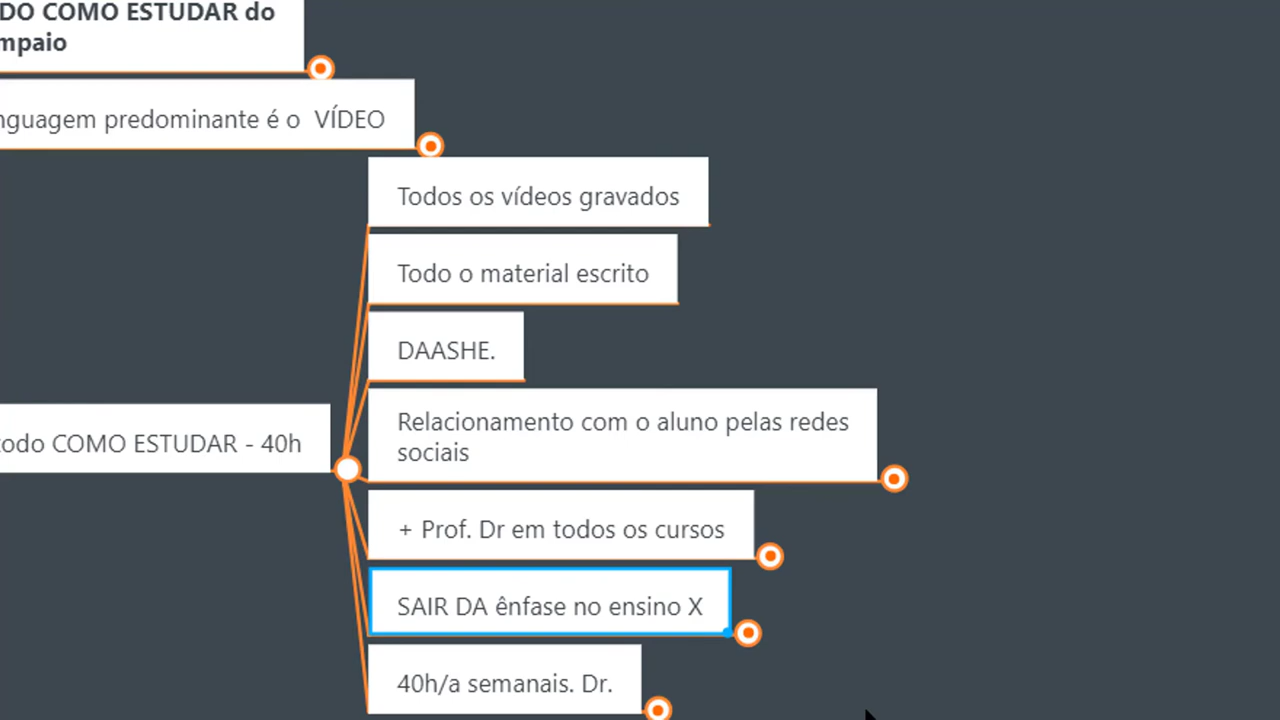 DO COMO ESTUDAR do
mpaio
nguagem predominante é o VÍDEO
Todos os vídeos gravados
Todo o material escrito
DAASHE.
Relacionamento com o aluno pelas redes
sociais
todo COMO ESTUDAR - 40h
+ Prof. Dr em todos os cursos
SAIR DA ênfase no ensino X
40h/a semanais. Dr.